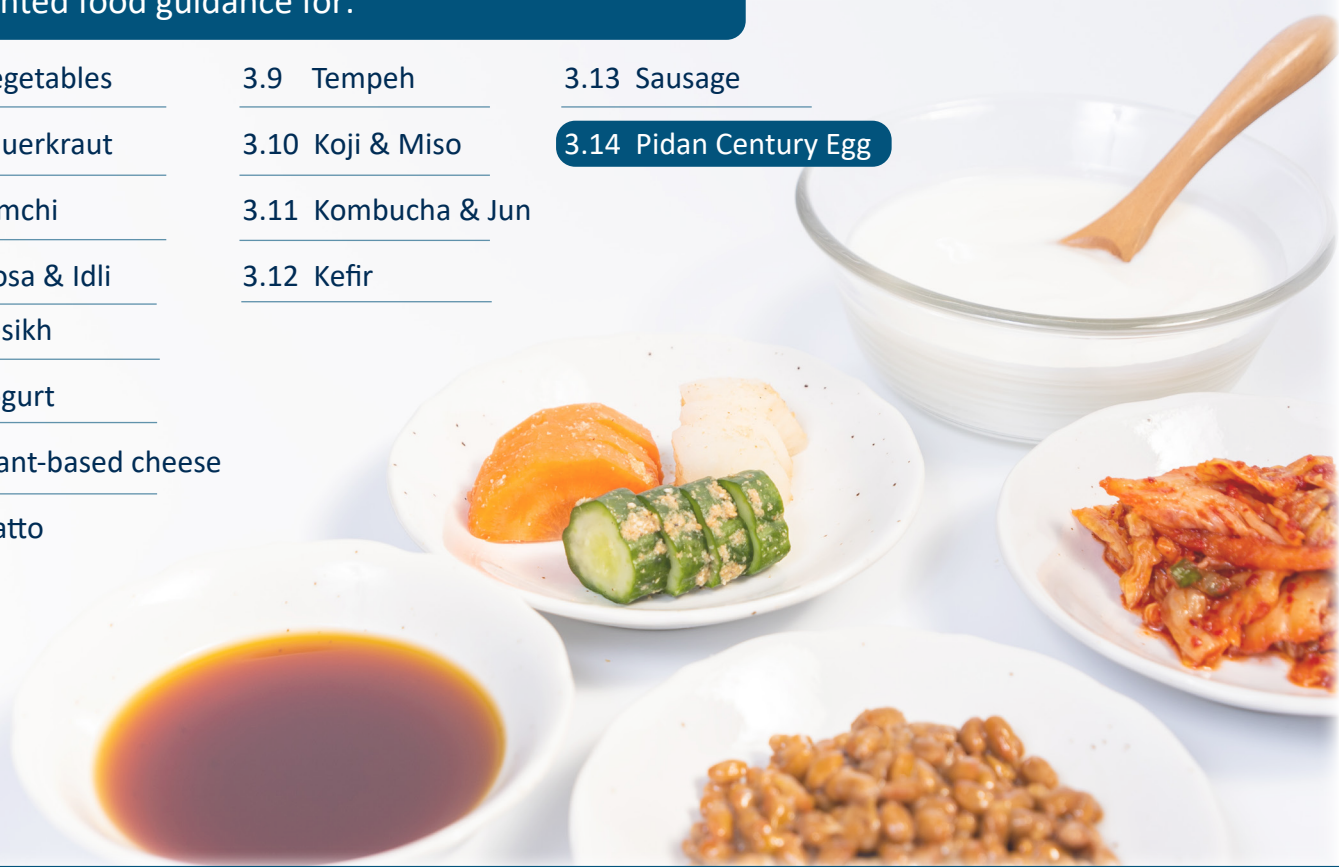 nted food guidance for:
egetables
uerkraut
mchi
osa & Idli
sikh
gurt
ant-based cheese
atto
3.9 Tempeh
3.10 Koji & Miso
3.11 Kombucha & Jun
3.12 Kefir
3.13 Sausage
3.14 Pidan Century Egg